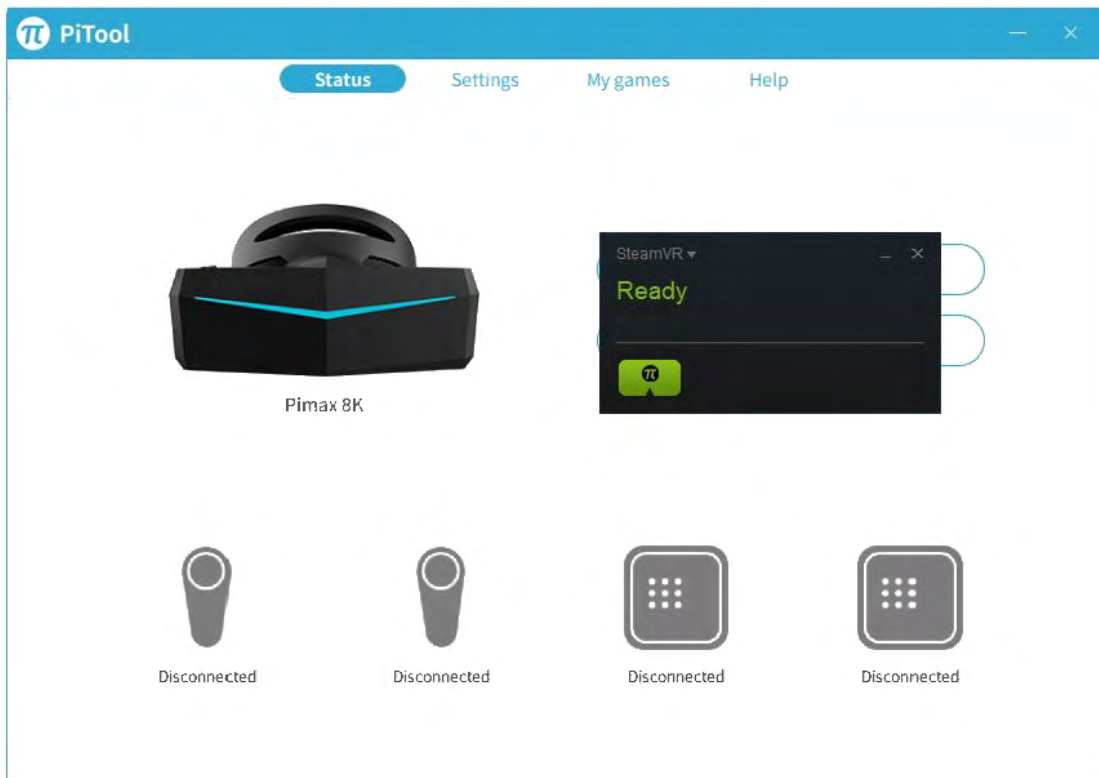 π PiTool
Status Settings My games Help
SteamVR
Ready
π
Pimax 8K
Disconnected Disconnected Disconnected Disconnected